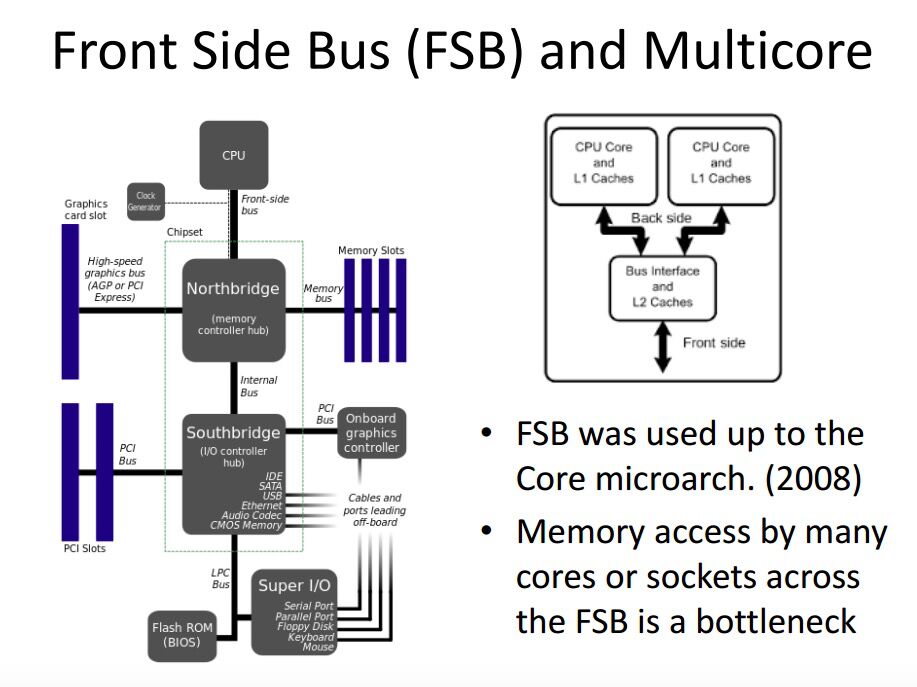 Front Side Bus (FSB) and Multicore
CPU
Clock
Generator
Front-side
bus
Graphics
card slot
Chipset
High-speed
graphics bus
(AGP or PCI
Express)
Northbridge
(memory
controller hub)
Memory Slots
Memory
bus
Internal
Bus
PCI
Bus
Southbridge
(I/O controller
hub)
IDE
SATA
USB
Ethernet
Audio Codec
CMOS Memory
PCI
Bus
Onboard
graphics
controller
Cables and
ports leading
off-board
PCI Slots
LPC
Bus
Super I/O
Serial Port
Parallel Port
Floppy Disk
Keyboard
Mouse
Flash ROM
(BIOS)
CPU Core
and
L1 Caches
CPU Core
and
L1 Caches
Back side
Bus Interface
and
L2 Caches
Front side
• FSB was used up to the
Core microarch. (2008)
• Memory access by many
cores or sockets across
the FSB is a bottleneck